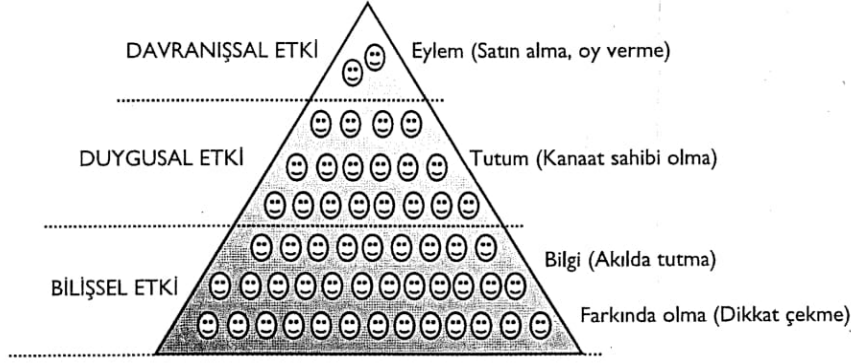 DAVRANIŞSAL ETKİ
Eylem (Satın alma, oy verme)
DUYGUSAL ETKİ
Tutum (Kanaat sahibi olma)
Bilgi (Akılda tutma)
BİLİŞSEL ETKİ
Farkında olma (Dikkat çekme)